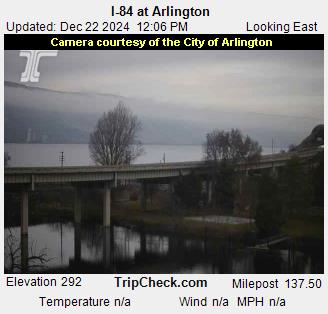 I-84 at Arlington
Updated: Dec 22 2024 12:06 PM Looking East
Camera courtesy of the City of Arlington
Elevation 292 TripCheck.com Milepost 137.50
Temperature n/a Wind n/a MPH n/a